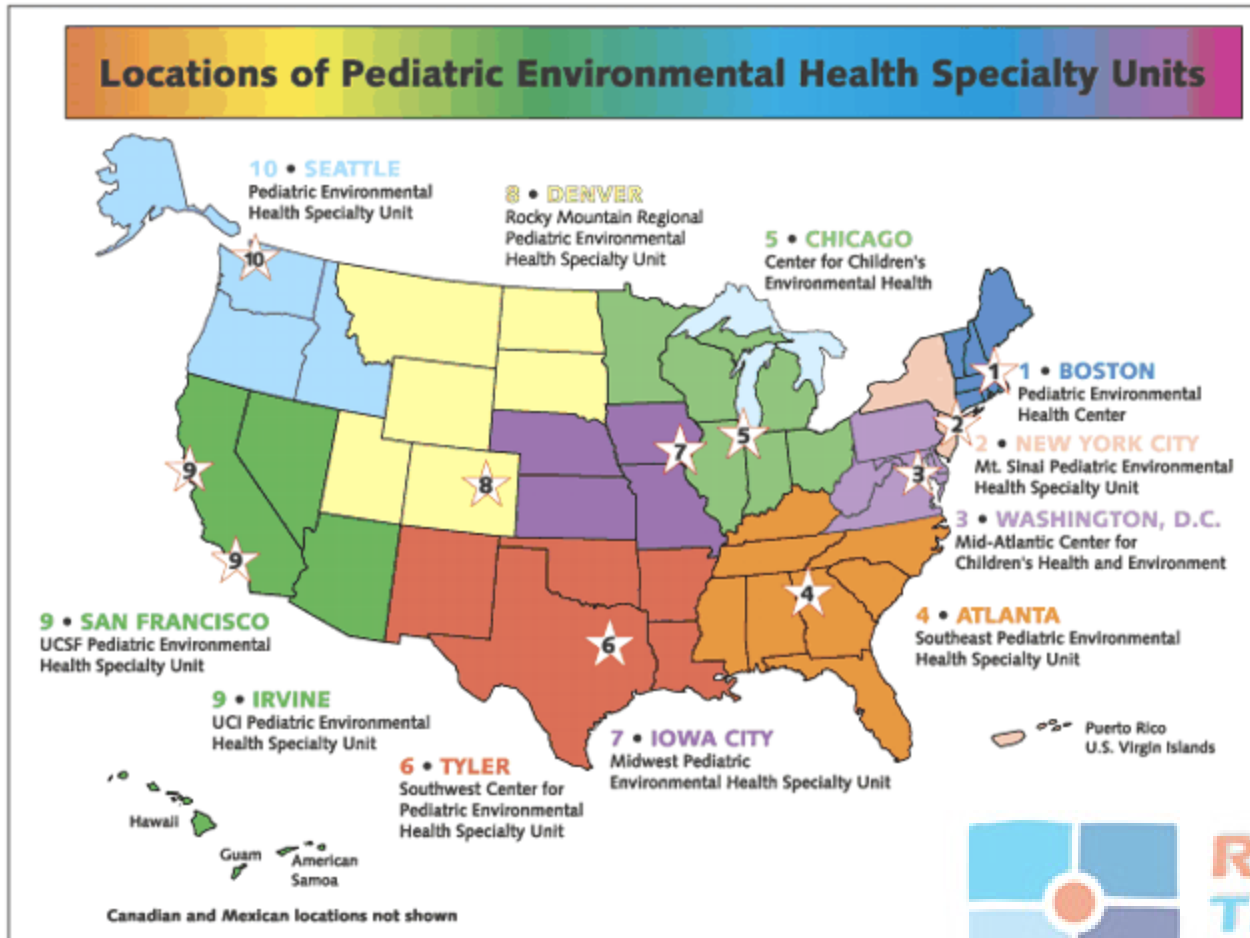 Locations of Pediatric Environmental Health Specialty Units
10 • SEATTLE
Pediatric Environmental
Health Specialty Unit
8 • DENVER
Rocky Mountain Regional
Pediatric Environmental
Health Specialty Unit
5 • CHICAGO
Center for Children's
Environmental Health
10
1
1 • BOSTON
Pediatric Environmental
Health Center
2
2 • NEW YORK CITY
Mt. Sinai Pediatric Environmental
Health Specialty Unit
5
7
9
8
3
3 • WASHINGTON, D.C.
Mid-Atlantic Center for
Children's Health and Environment
9
4
4 • ATLANTA
Southeast Pediatric Environmental
Health Specialty Unit
9 • SAN FRANCISCO
UCSF Pediatric Environmental
Health Specialty Unit
6
9 • IRVINE
UCI Pediatric Environmental
Health Specialty Unit
7 • IOWA CITY
Midwest Pediatric
Environmental Health Specialty Unit
Puerto Rico
U.S. Virgin Islands
6 • TYLER
Southwest Center for
Pediatric Environmental
Health Specialty Unit
Hawaii
Guam
American
Samoa
Canadian and Mexican locations not shown
R
T